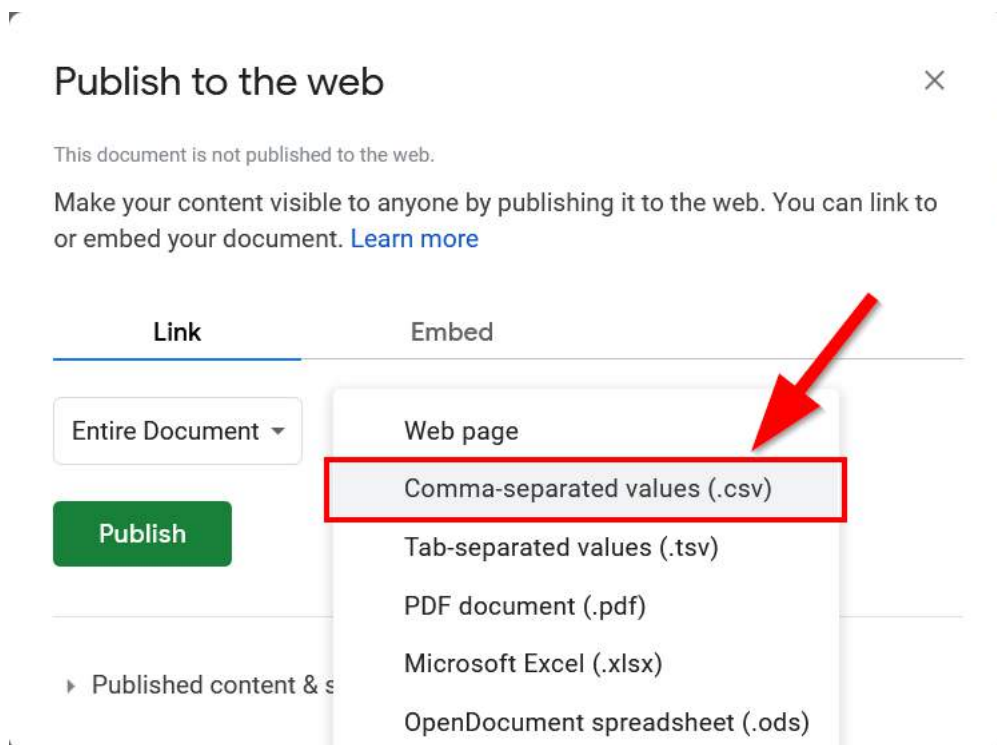 Publish to the web
This document is not published to the web.
Make your content visible to anyone by publishing it to the web. You can link to
or embed your document. Learn more
Link Embed
Entire Document
Web page
Comma-separated values (.csv)
Publish
Tab-separated values (.tsv)
PDF document (.pdf)
Microsoft Excel (.xlsx)
Published content & s
OpenDocument spreadsheet (.ods)